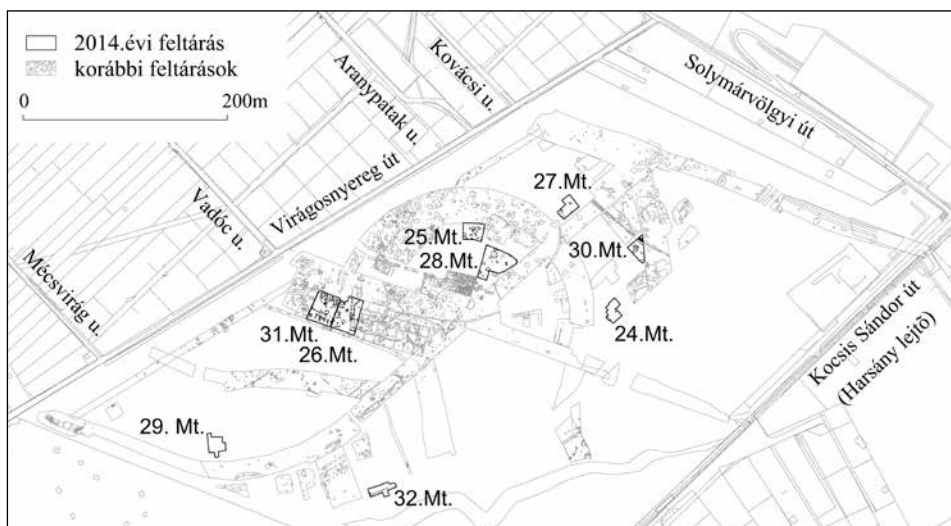 2014.évi feltárás
korábbi feltárások
0 200m
Kovácsi u.
Aranypatak u.
Solymárvölgyi út
Virágosnyereg út
Vadóc u.
Mécsvirág u.
27.Mt.
25.Mt.
28.Mt.
30.Mt.
24.Mt.
31.Mt.
26.Mt.
Kocsis Sándor út
(Harsány lejtõ)
29. Mt.
32.Mt.